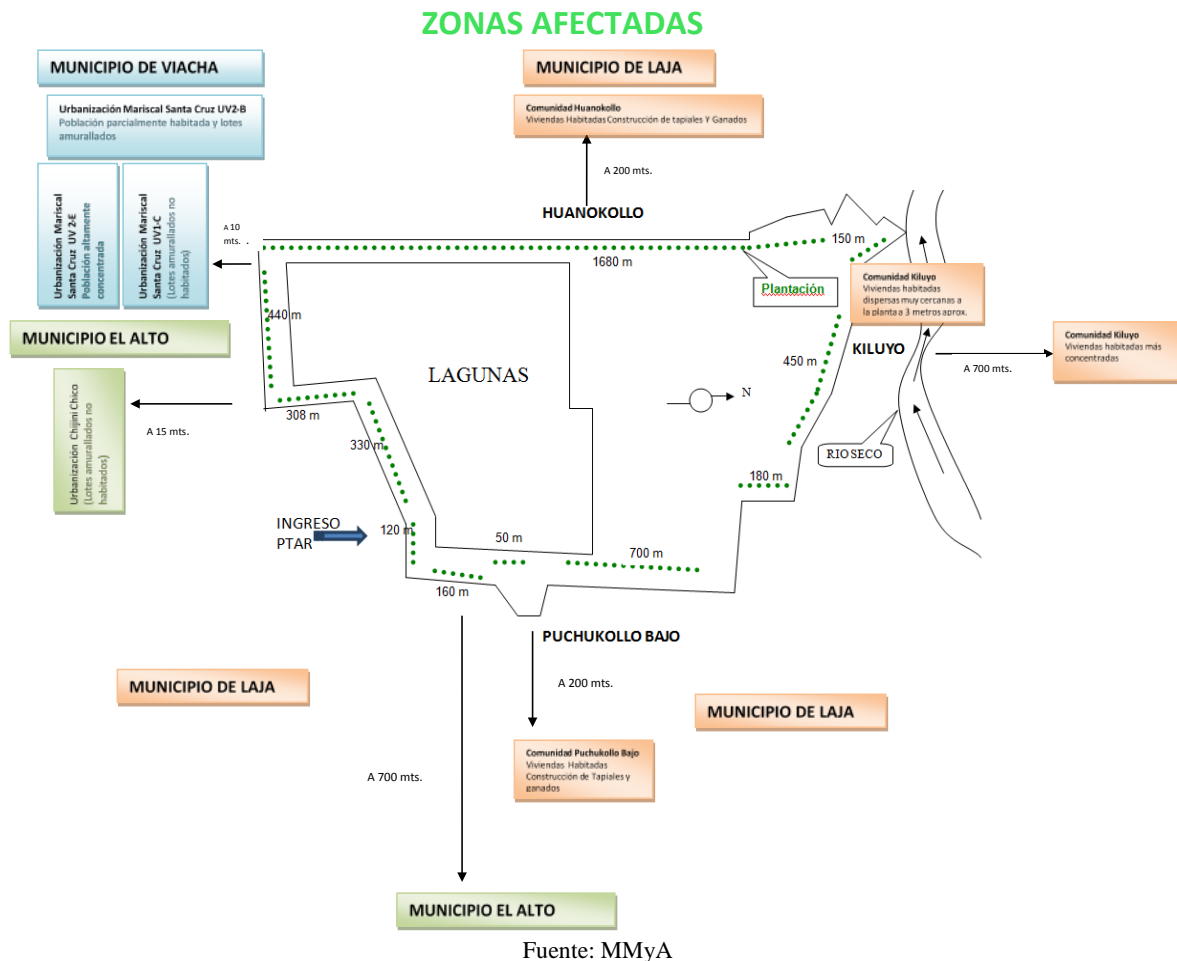 ZONAS AFECTADAS
MUNICIPIO DE VIACHA
MUNICIPIO DE LAJA
Urbanización Mariscal Santa Cruz UV2-B
Población parcialmente habitada y lotes
amurallados
Comunidad Huanokollo
Viviendas Habitadas Construcción de tapiales Y Ganados
Urbanización Mariscal
Santa Cruz UV 2-E
Población altamente
concentrada
Urbanización Mariscal
Santa Cruz UV1-C
(Lotes amurallados no
habitados)
A 200 mts.
HUANOKOLLO
A 10
mts. .
150 m
1680 m
Plantación
Comunidad Kiluyo
Viviendas habitadas
dispersas muy cercanas a
la planta a 3 metros aprox.
440 m
MUNICIPIO EL ALTO
KILUYO
Comunidad Kiluyo
Viviendas habitadas más
concentradas
A 700 mts.
450 m
LAGUNAS
N
Urbanización Chijini Chico
(Lotes amurallados no
habitados)
A 15 mts.
308 m
330 m
RIO SECO
180 m
INGRESO
PTAR
120 m
50 m
700 m
160 m
PUCHUKOLLO BAJO
MUNICIPIO DE LAJA
A 200 mts.
MUNICIPIO DE LAJA
Comunidad Puchukollo Bajo
Viviendas Habitadas
Construcción de Tapiales y
ganados
A 700 mts.
MUNICIPIO EL ALTO
Fuente: MMyA